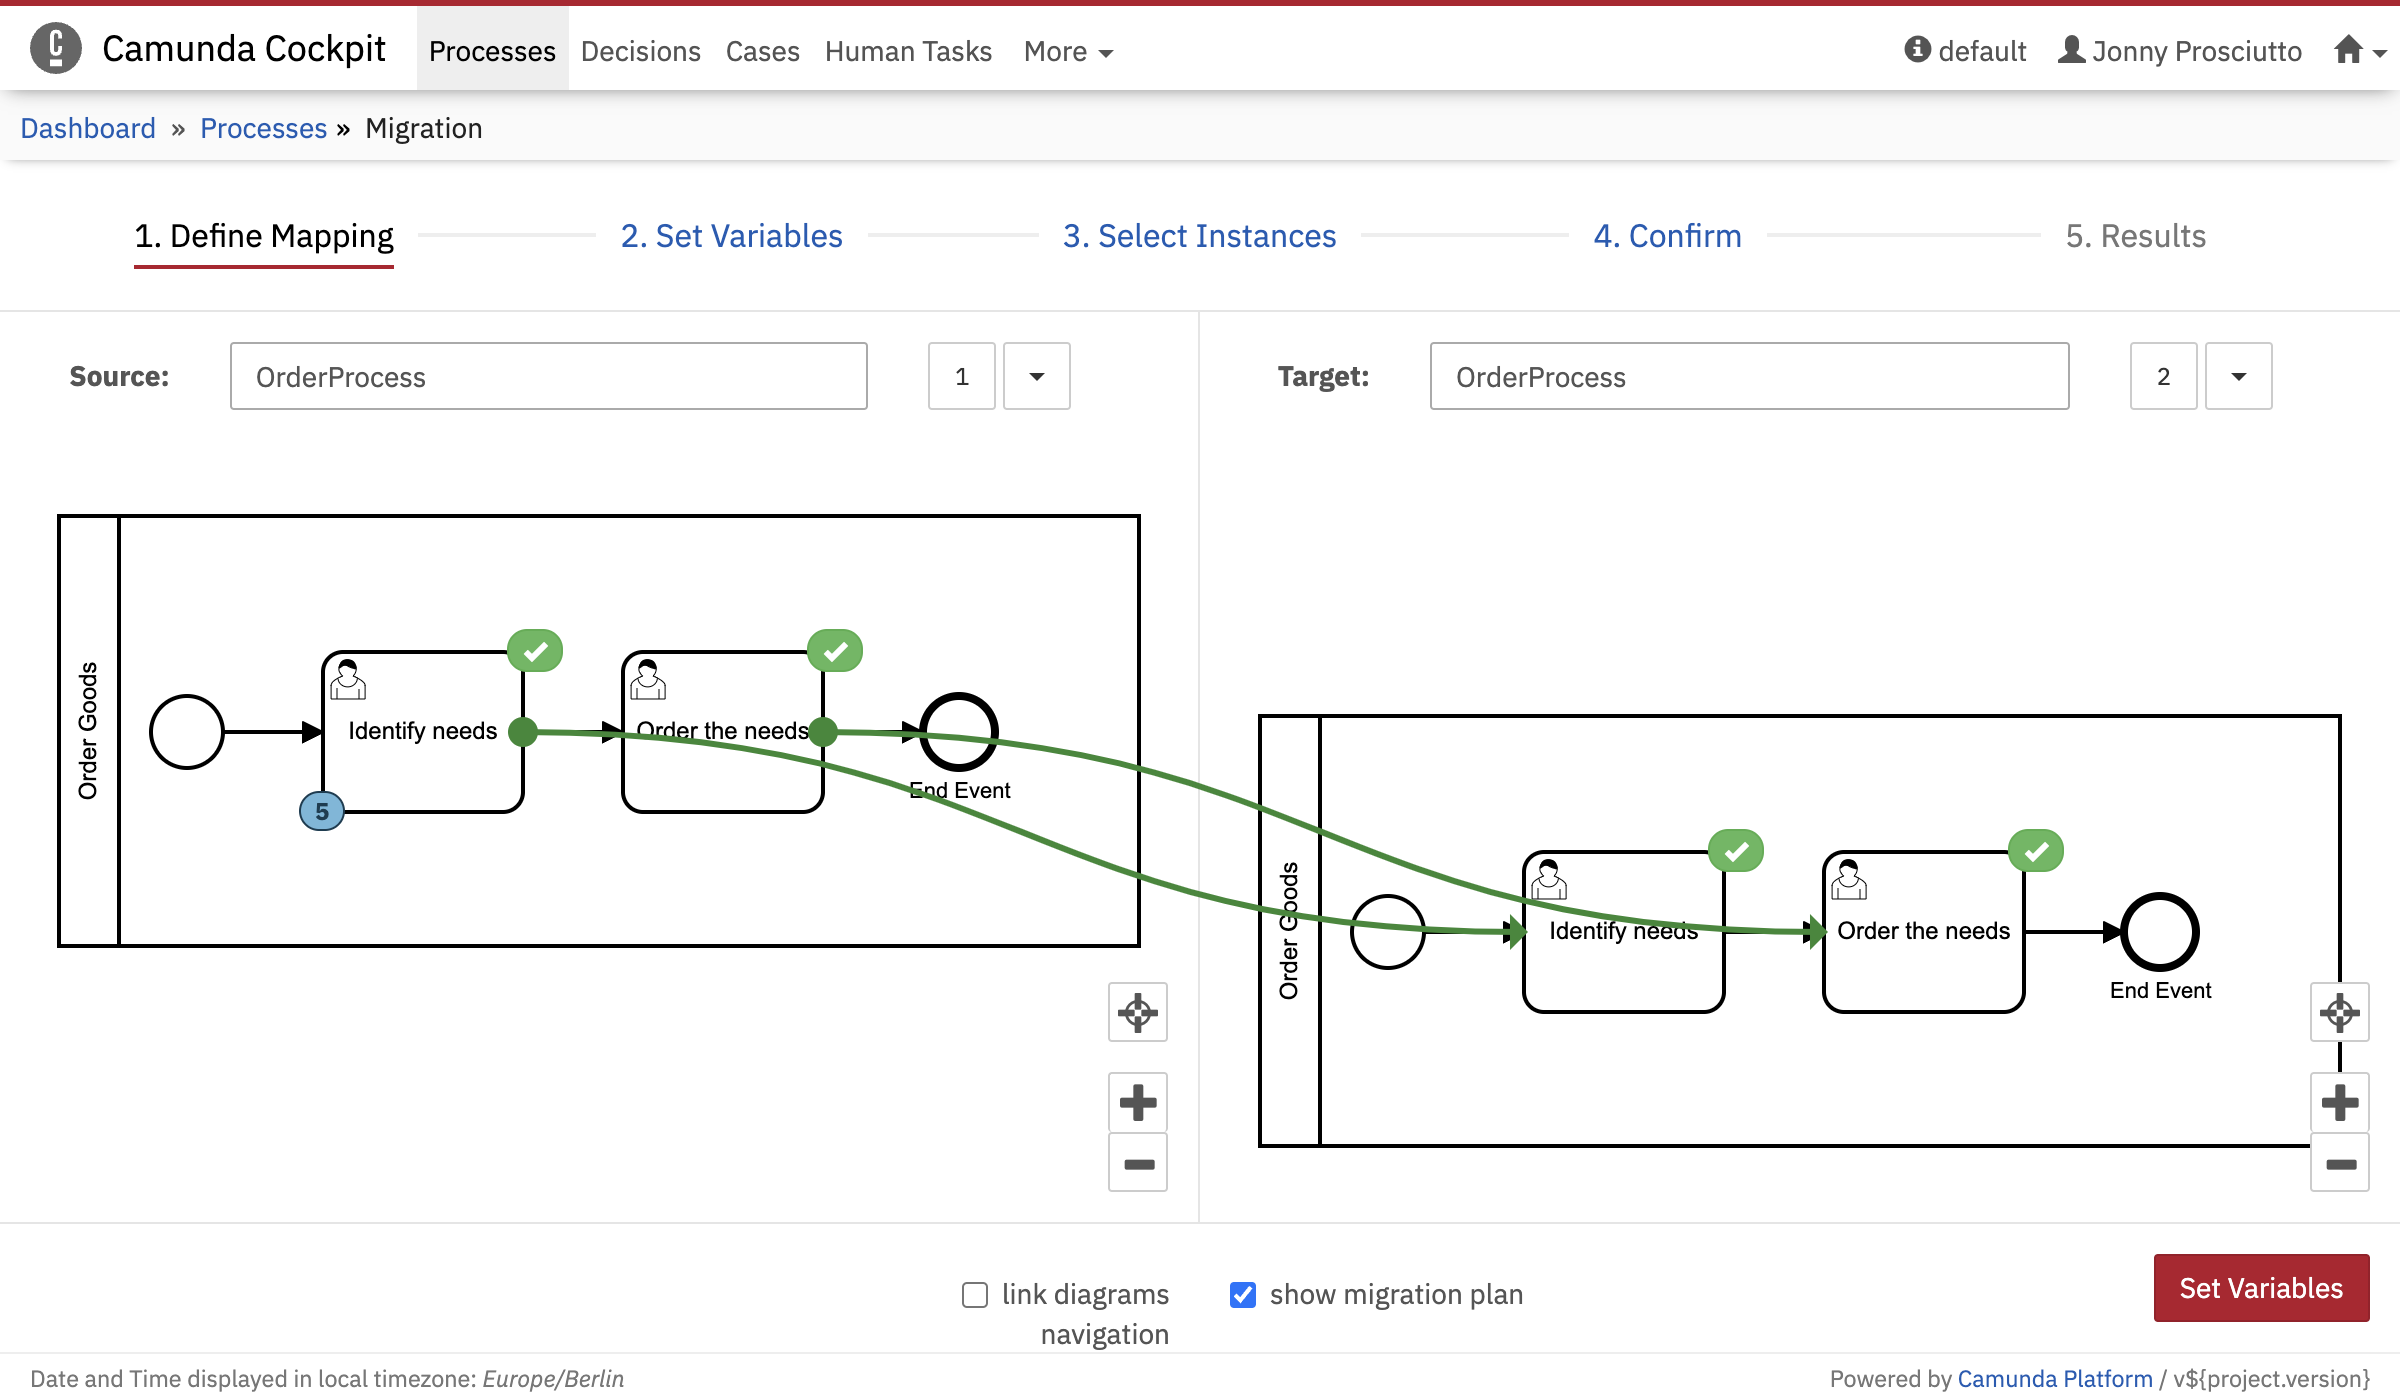 Camunda Cockpit Processes Decisions Cases Human Tasks More default Jonny Prosciutto
Dashboard » Processes » Migration
1. Define Mapping 2. Set Variables 3. Select Instances 4. Confirm 5. Results
Source: OrderProcess 1
Target: OrderProcess 2
Order Goods
Identify needs
Order the needs
End Event
5
Order Goods
Identify needs
Order the needs
End Event
link diagrams
navigation
show migration plan
Set Variables
Date and Time displayed in local timezone: Europe/Berlin
Powered by Camunda Platform / v${project.version}